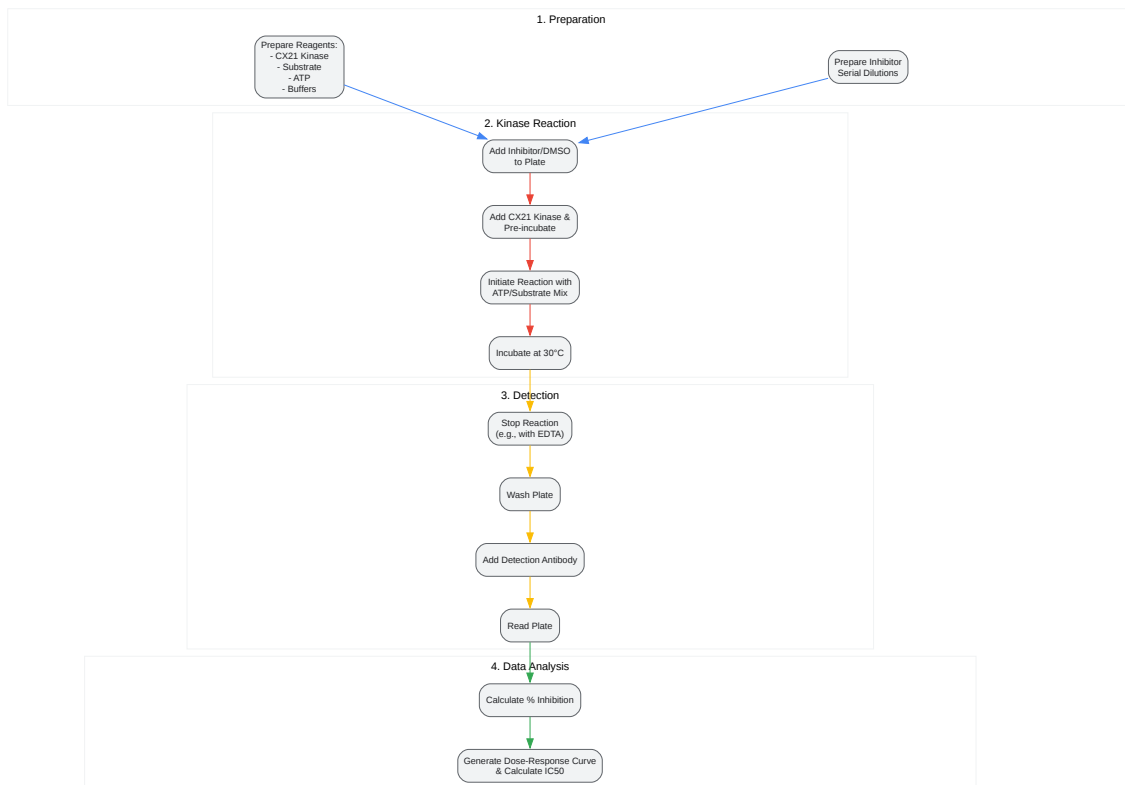 1. Preparation
Prepare Reagents:
- CX21 Kinase
- Substrate
- ATP
- Buffers
Prepare Inhibitor
Serial Dilutions
2. Kinase Reaction
Add Inhibitor/DMSO
to Plate
Add CX21 Kinase &
Pre-incubate
Initiate Reaction with
ATP/Substrate Mix
Incubate at 30°C
3. Detection
Stop Reaction
(e.g., with EDTA)
Wash Plate
Add Detection Antibody
Read Plate
4. Data Analysis
Calculate % Inhibition
Generate Dose-Response Curve
& Calculate IC50